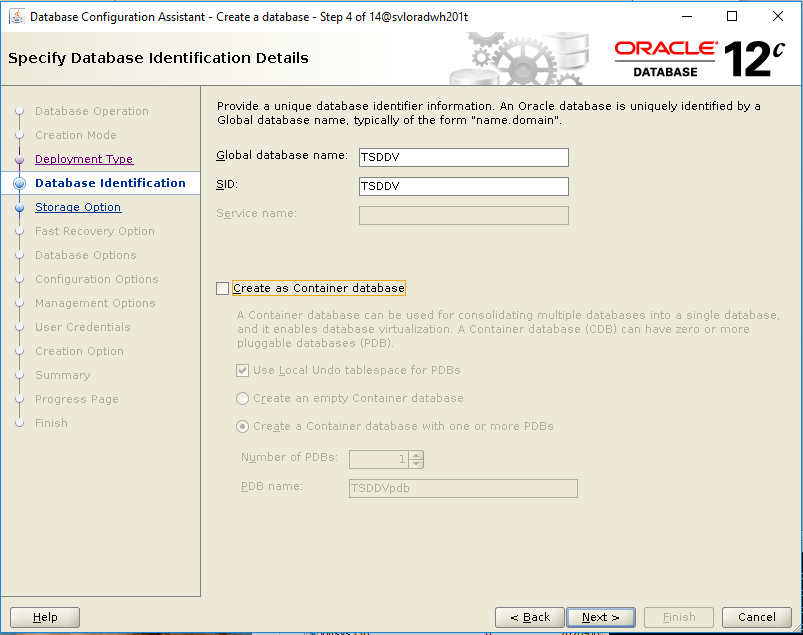 Database Configuration Assistant - Create a database - Step 4 of 14@svloradwh201t
Specify Database Identification Details
ORACLE
DATABASE
12c
Database Operation
Creation Mode
Deployment Type
Database Identification
Storage Option
Fast Recovery Option
Database Options
Configuration Options
Management Options
User Credentials
Creation Option
Summary
Progress Page
Finish
Provide a unique database identifier information. An Oracle database is uniquely identified by a
Global database name, typically of the form "name.domain".
Global database name: TSDDV
SID: TSDDV
Service name:
Create as Container database
A Container database can be used for consolidating multiple databases into a single database,
and it enables database virtualization. A Container database (CDB) can have zero or more
pluggable databases (PDB).
Use Local Undo tablespace for PDBs
Create an empty Container database
Create a Container database with one or more PDBs
Number of PDBs: 1
PDB name: TSDDVpdb
Help
< Back
Next >
Finish
Cancel